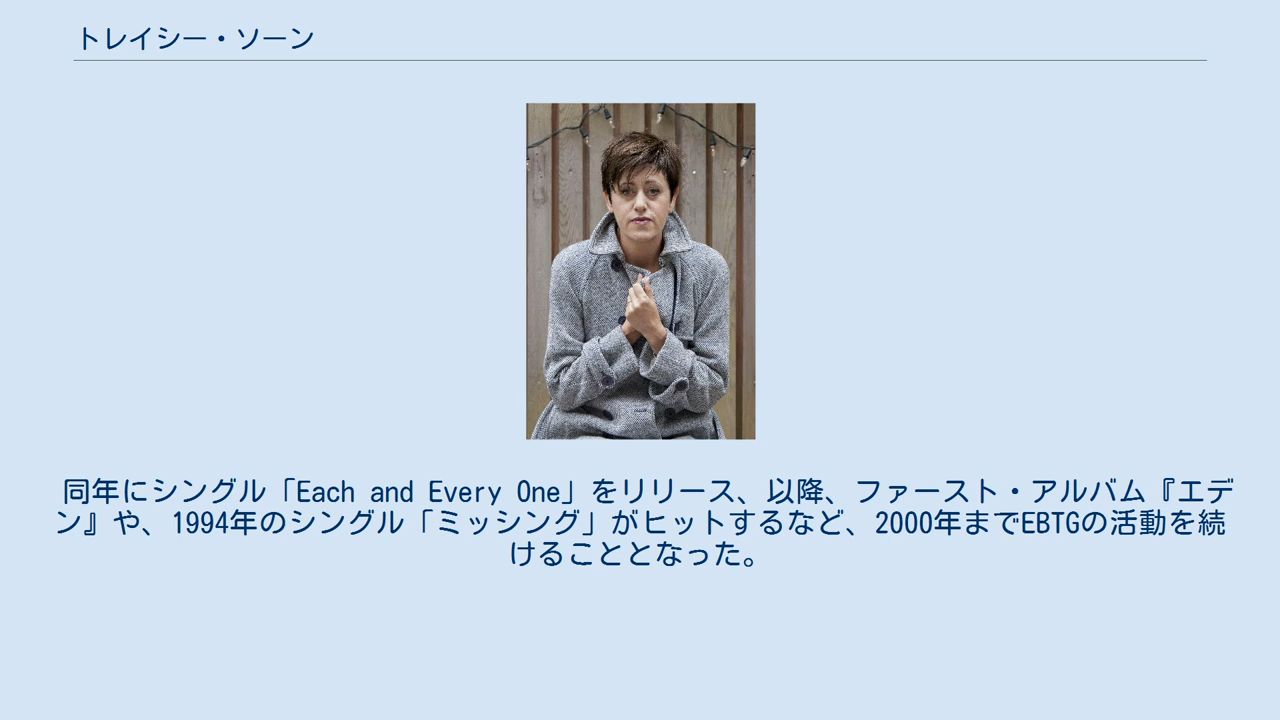 トレイシー・ソーン
同年にシングル「Each and Every One」をリリース、以降、ファースト・アルバム『エデ
ン』や、1994年のシングル「ミッシング」がヒットするなど、2000年までEBTGの活動を続
けることとなった。